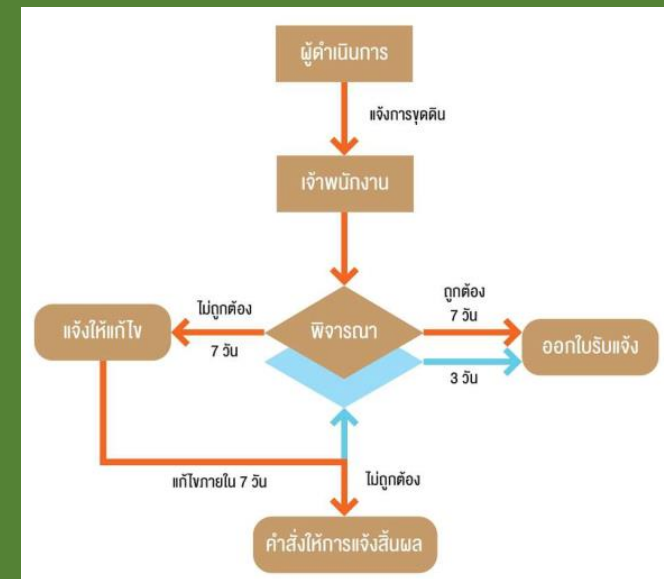 ผู้ดำเนินการ
แจ้งการขุดดิน
เจ้าพนักงาน
ไม่ถูกต้อง
7 วัน
ถูกต้อง
7 วัน
แจ้งให้แก้ไข
พิจารณา
ออกใบรับแจ้ง
3 วัน
แก้ไขภายใน 7 วัน
ไม่ถูกต้อง
คำสั่งให้การแจ้งสิ้นผล